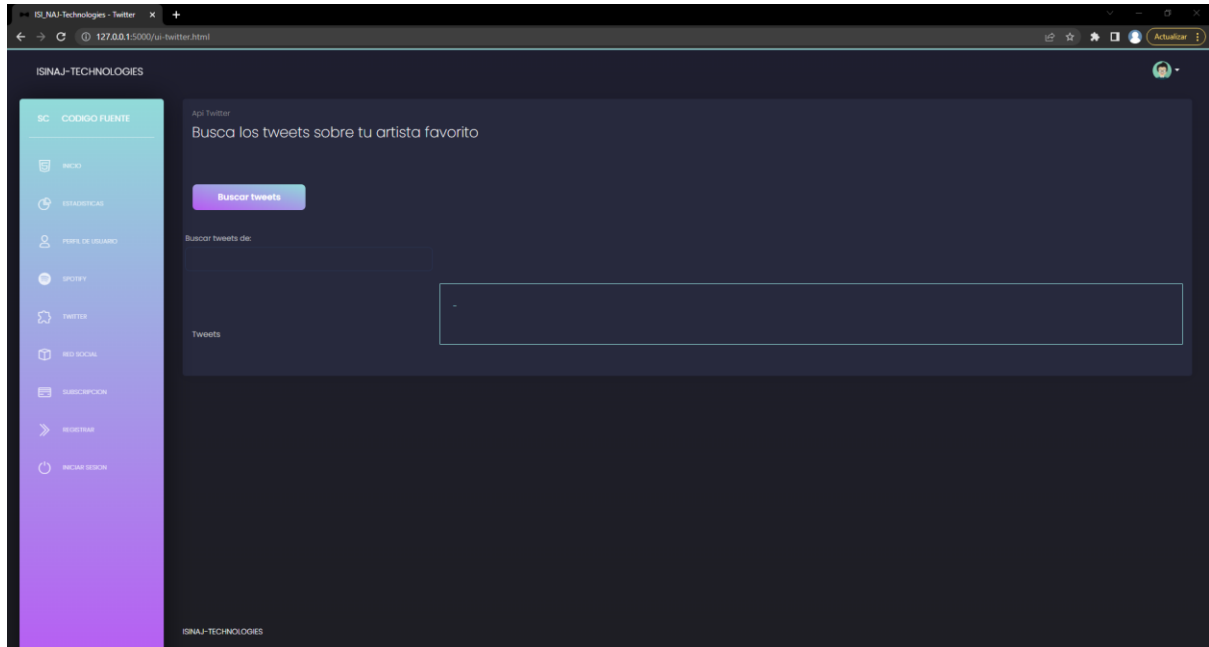 ISI_NAJ-Technologies - Twitter
127.0.0.1:5000/ui-twitter.html
Actualizar
ISINAJ-TECHNOLOGIES
SC CODIGO FUENTE
INICIO
ESTADISTICAS
PERFIL DE USUARIO
SPOTIFY
TWITTER
RED SOCIAL
SUBSCRIPCION
REGISTRAR
INICIAR SESION
Api Twitter
Busca los tweets sobre tu artista favorito
Buscar tweets
Buscar tweets de:
-
Tweets
ISINAJ-TECHNOLOGIES